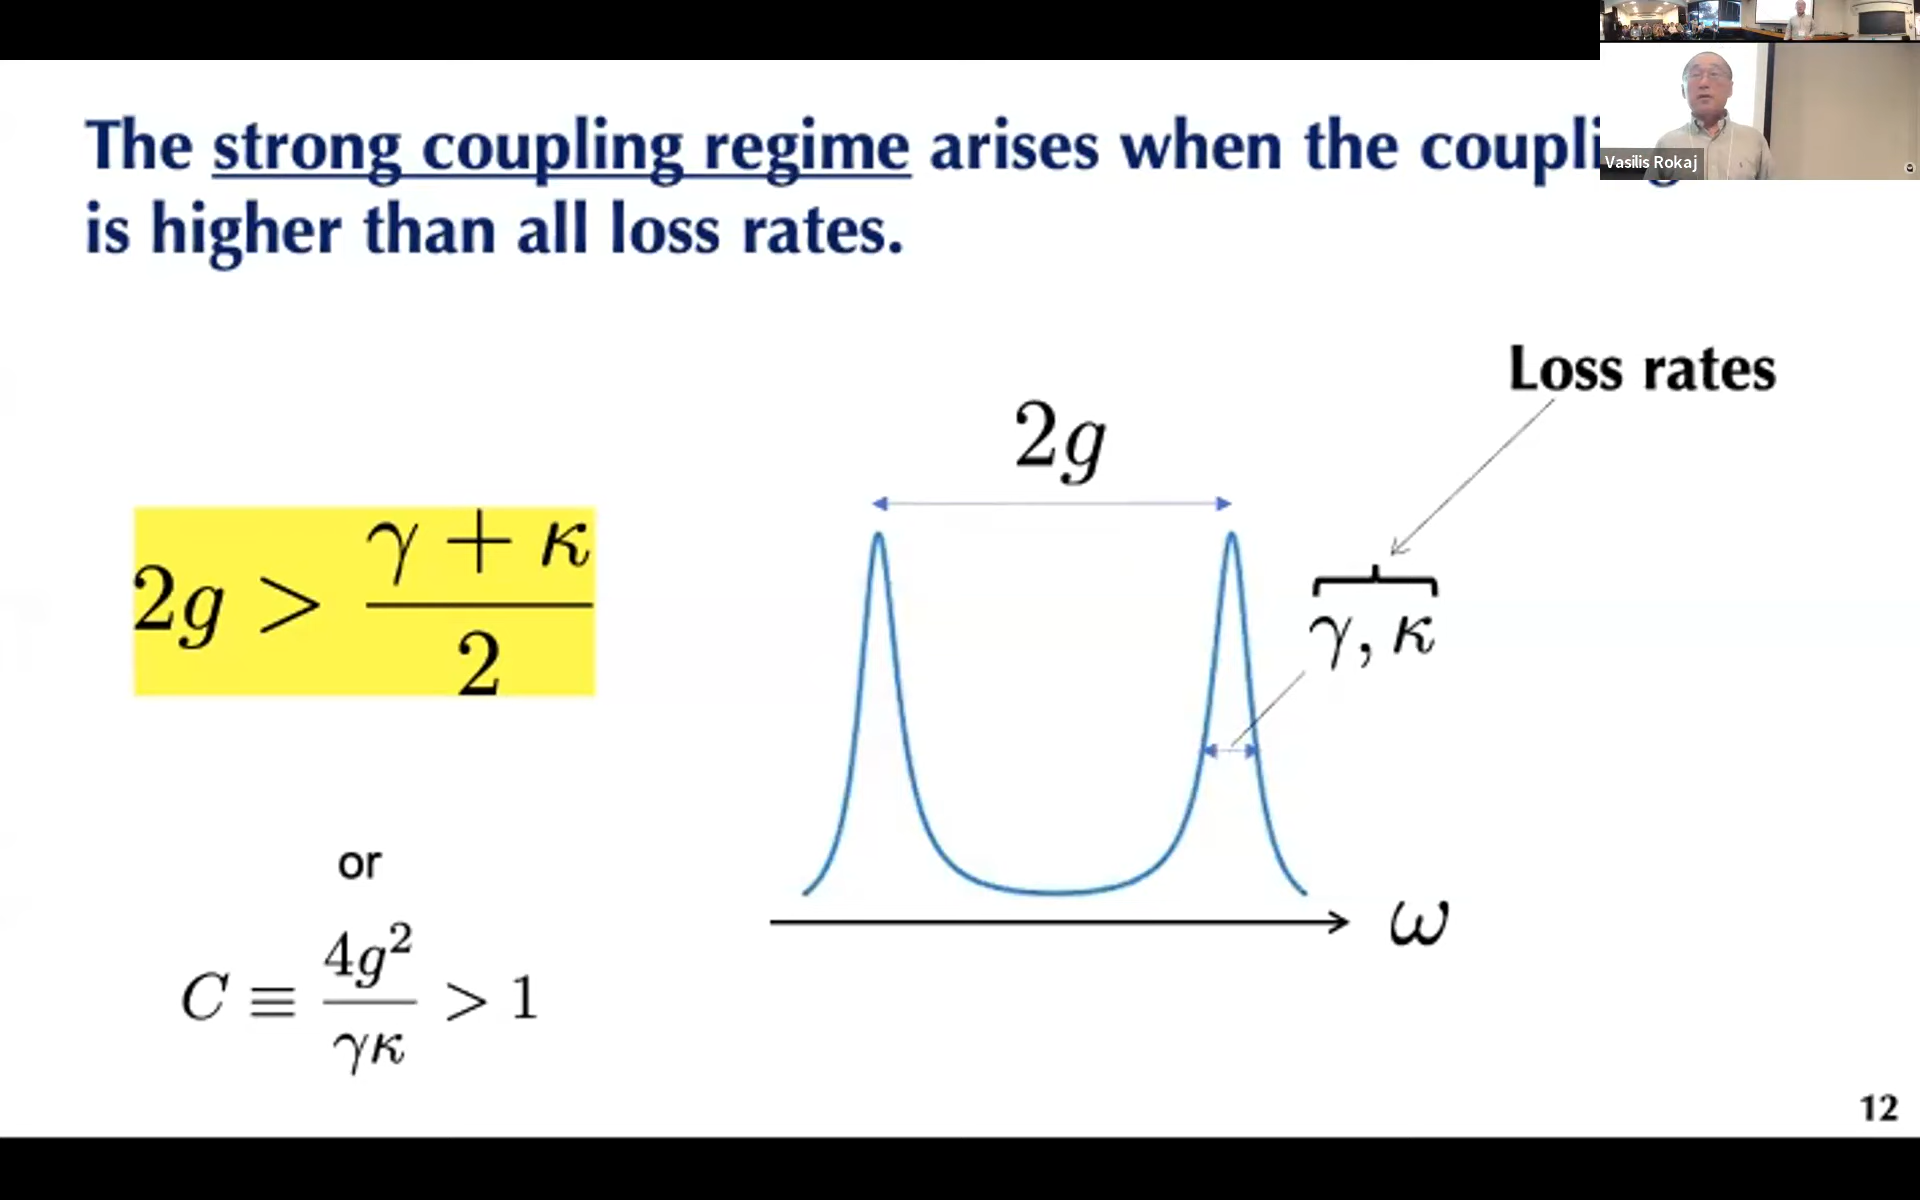 The strong coupling regime arises when the coupli
is higher than all loss rates.
Vasilis Rokaj
Loss rates
2g
2g > γ + κ / 2
γ, κ
or
C ≡ 4g² / γκ > 1
ω
12